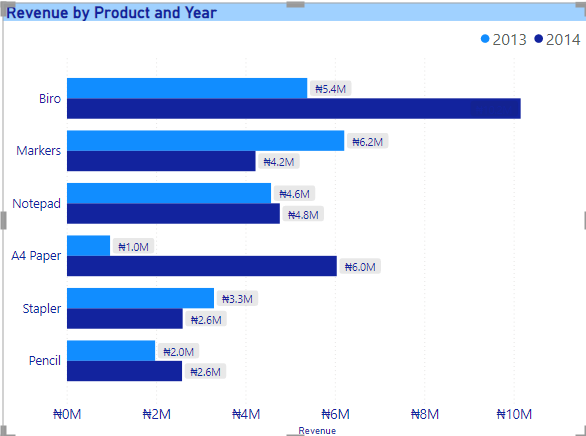 Revenue by Product and Year
2013 2014
Biro ₦5.4M
Markers ₦6.2M
₦4.2M
Notepad ₦4.6M
₦4.8M
A4 Paper ₦1.0M
₦6.0M
Stapler ₦3.3M
₦2.6M
Pencil ₦2.0M
₦2.6M
₦0M ₦2M ₦4M ₦6M ₦8M ₦10M
Revenue